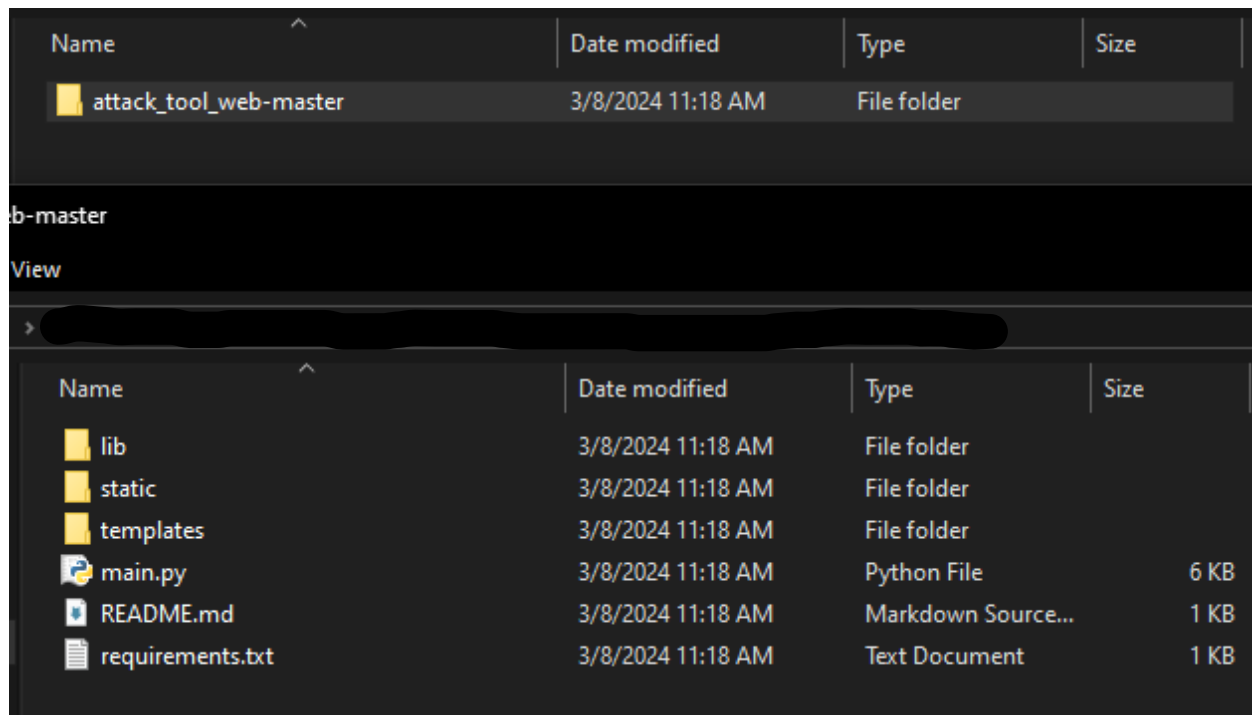 Name Date modified Type Size
attack_tool_web-master 3/8/2024 11:18 AM File folder
b-master
View
Name Date modified Type Size
lib 3/8/2024 11:18 AM File folder
static 3/8/2024 11:18 AM File folder
templates 3/8/2024 11:18 AM File folder
main.py 3/8/2024 11:18 AM Python File 6 KB
README.md 3/8/2024 11:18 AM Markdown Source... 1 KB
requirements.txt 3/8/2024 11:18 AM Text Document 1 KB